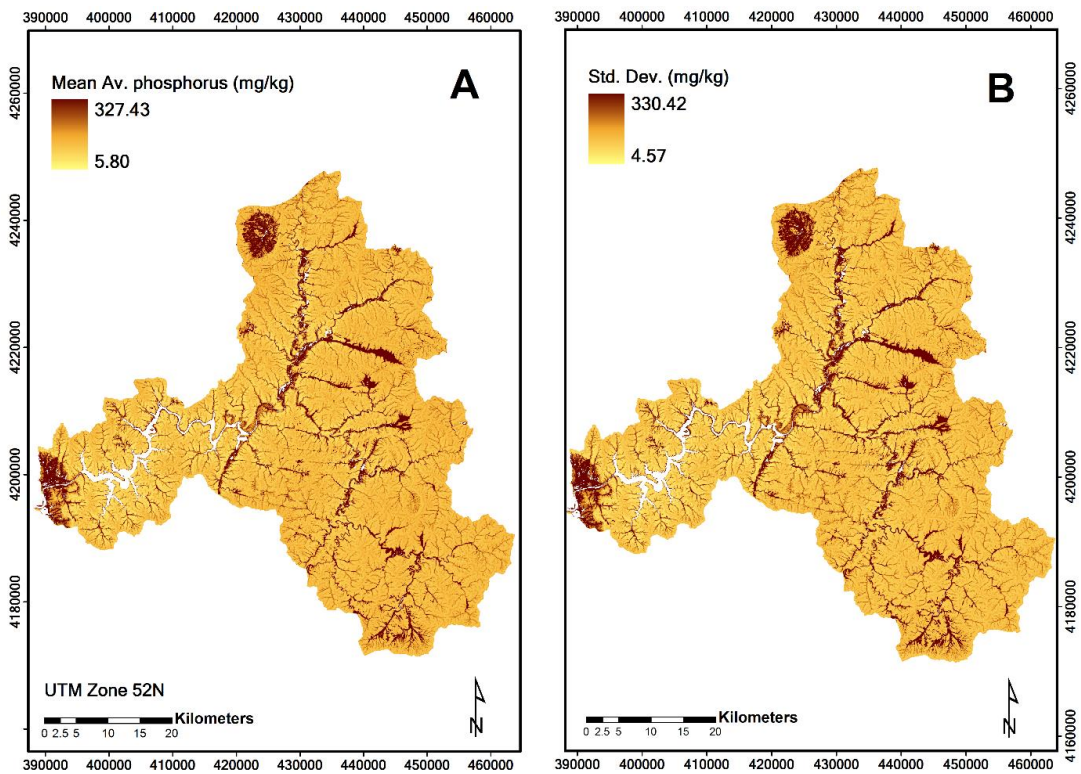 390000 400000 410000 420000 430000 440000 450000 460000
Mean Av. phosphorus (mg/kg)
327.43
5.80
A
4260000
4240000
4220000
4200000
4180000
UTM Zone 52N
Kilometers
0 2.5 5 10 15 20
N
390000 400000 410000 420000 430000 440000 450000 460000
390000 400000 410000 420000 430000 440000 450000 460000
Std. Dev. (mg/kg)
330.42
4.57
B
4260000
4240000
4220000
4200000
4180000
4160000
Kilometers
0 2.5 5 10 15 20
N
390000 400000 410000 420000 430000 440000 450000 460000